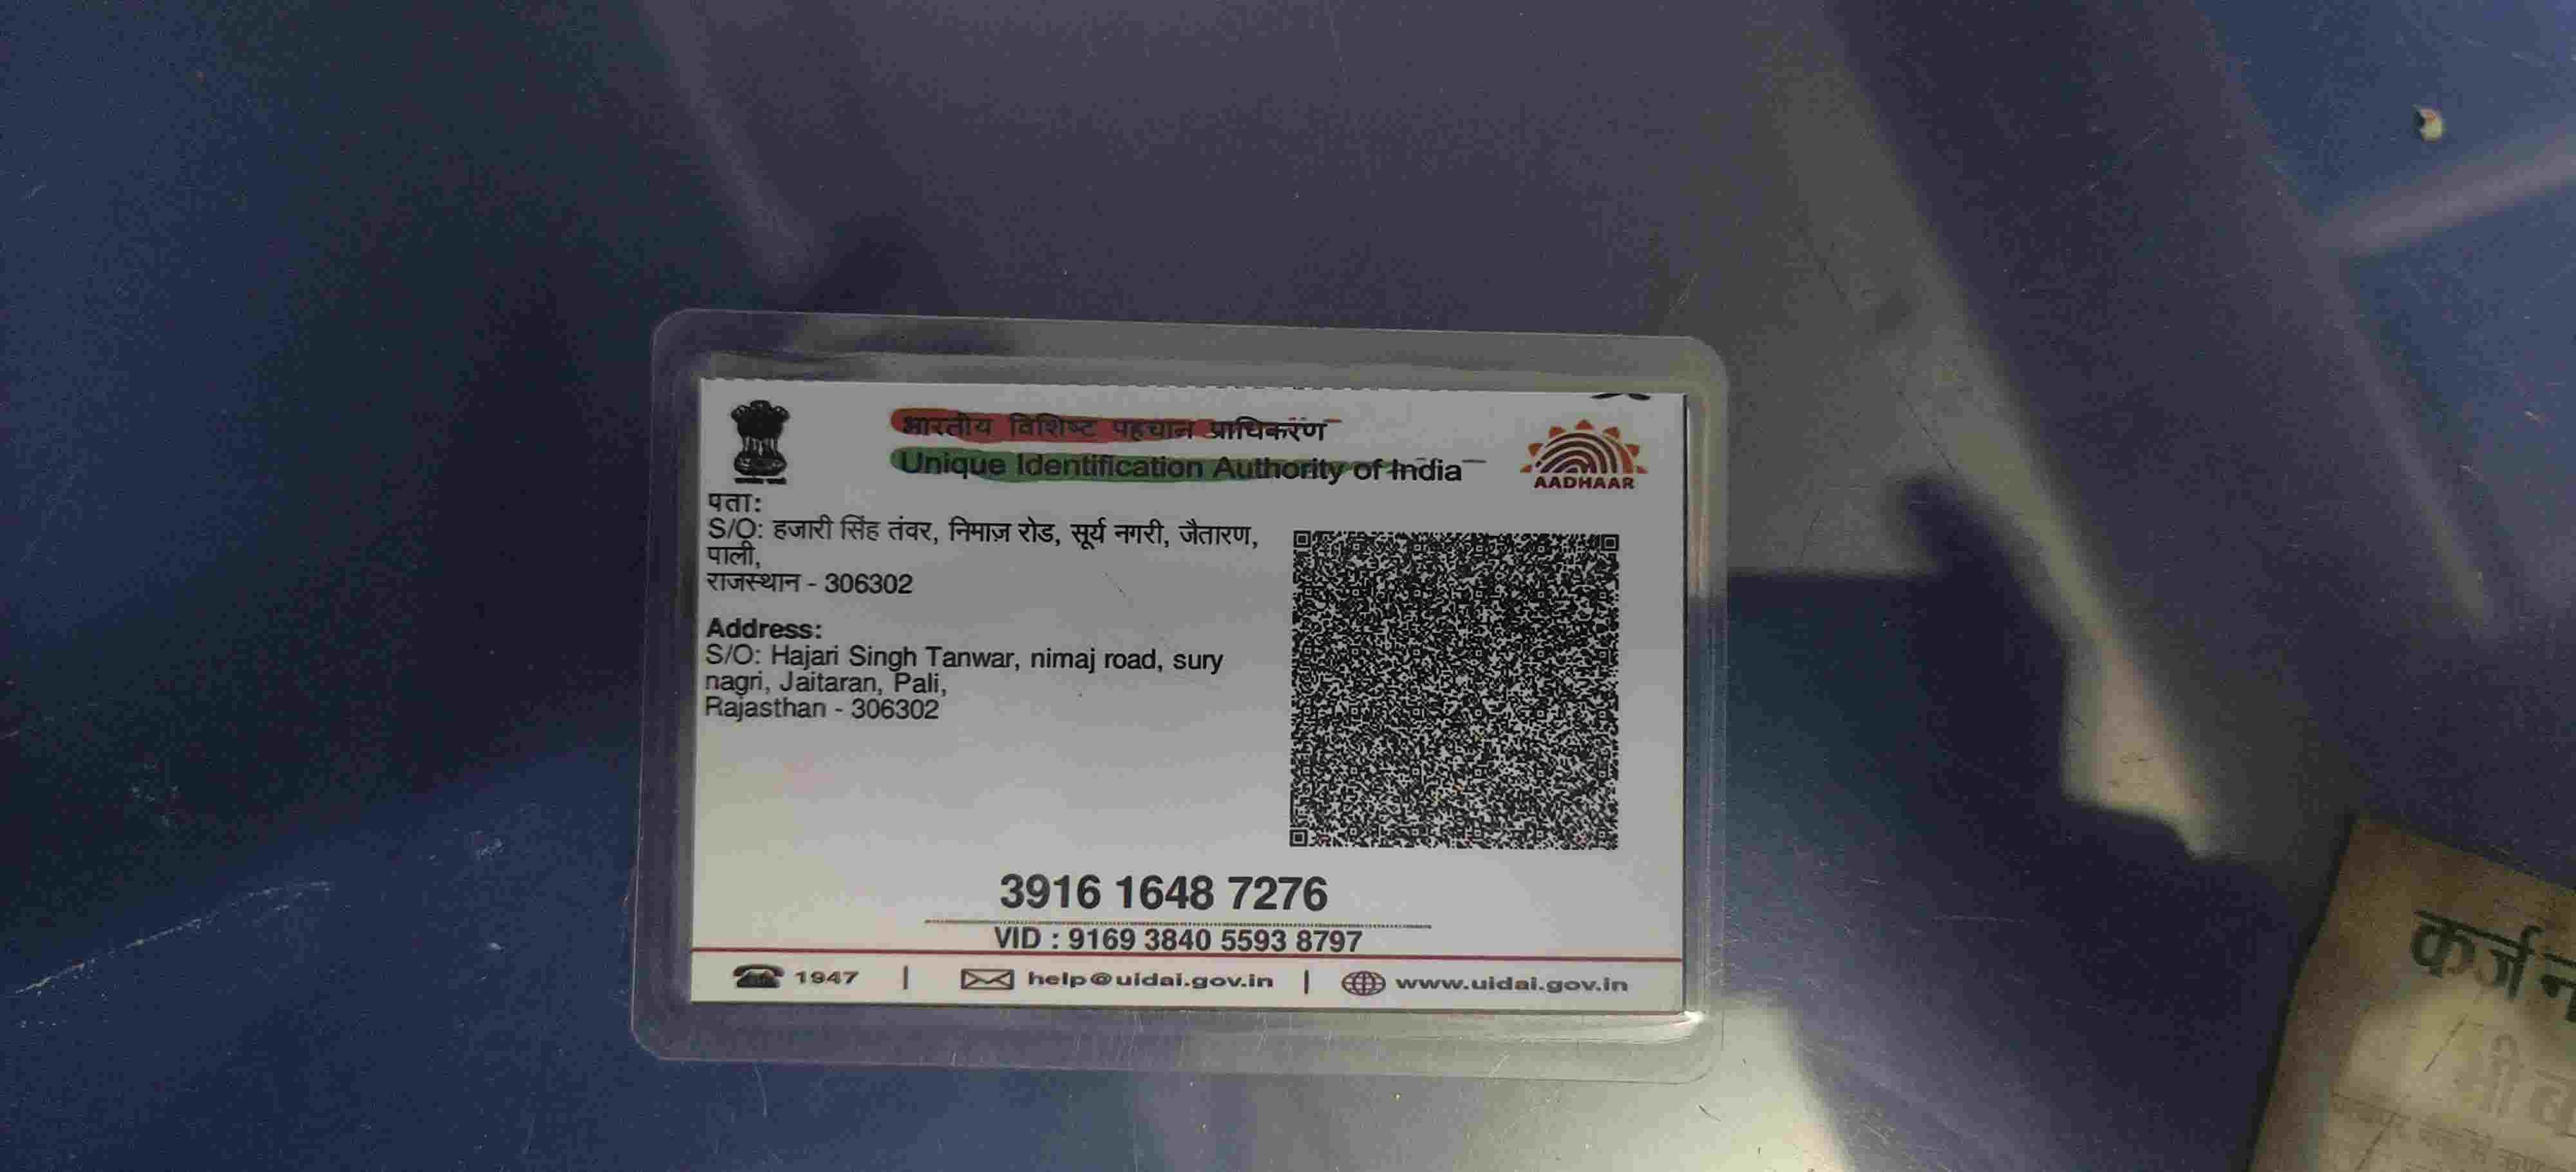 भारतीय विशिष्ट पहचान प्राधिकरण
Unique Identification Authority of India
AADHAAR
पता:
S/O: हजारी सिंह तंवर, निमाज़ रोड, सूर्य नगरी, जैतारण,
पाली,
राजस्थान - 306302
Address:
S/O: Hajari Singh Tanwar, nimaj road, sury
nagri, Jaitaran, Pali,
Rajasthan - 306302
3916 1648 7276
VID : 9169 3840 5593 8797
1947 | help@uidai.gov.in | www.uidai.gov.in